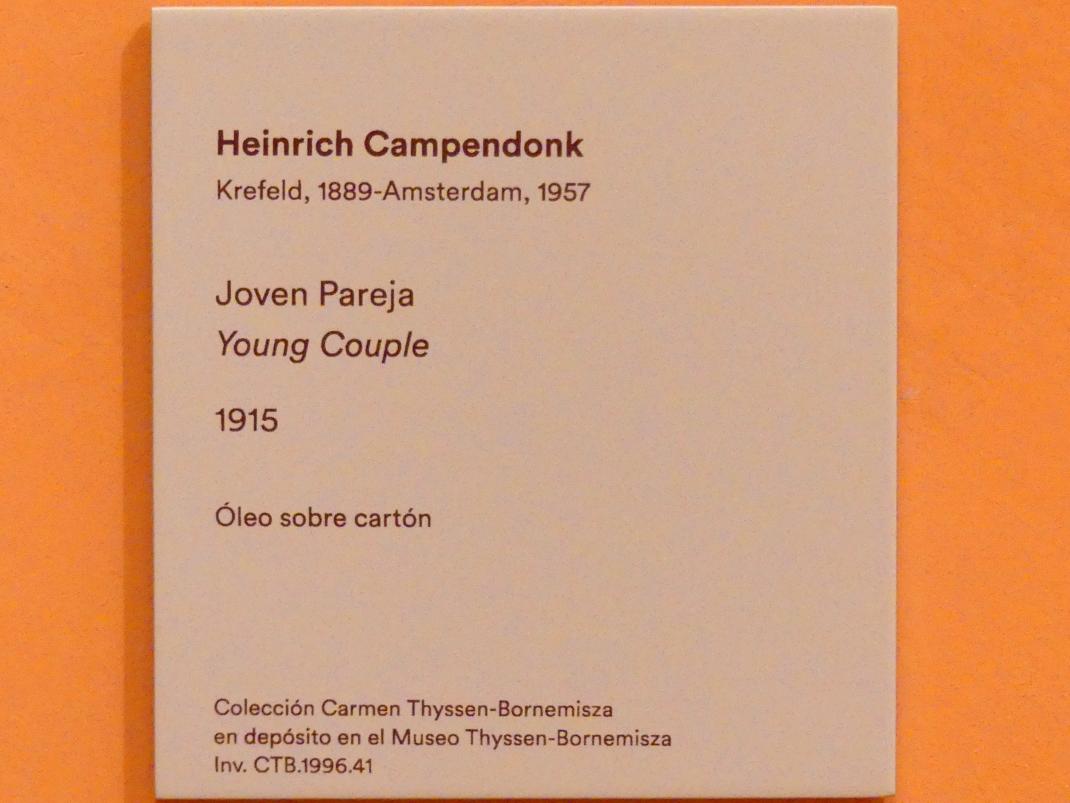 Heinrich Campendonk
Krefeld, 1889-Amsterdam, 1957
Joven Pareja
Young Couple
1915
Óleo sobre cartón
Colección Carmen Thyssen-Bornemisza
en depósito en el Museo Thyssen-Bornemisza
Inv. CTB.1996.41